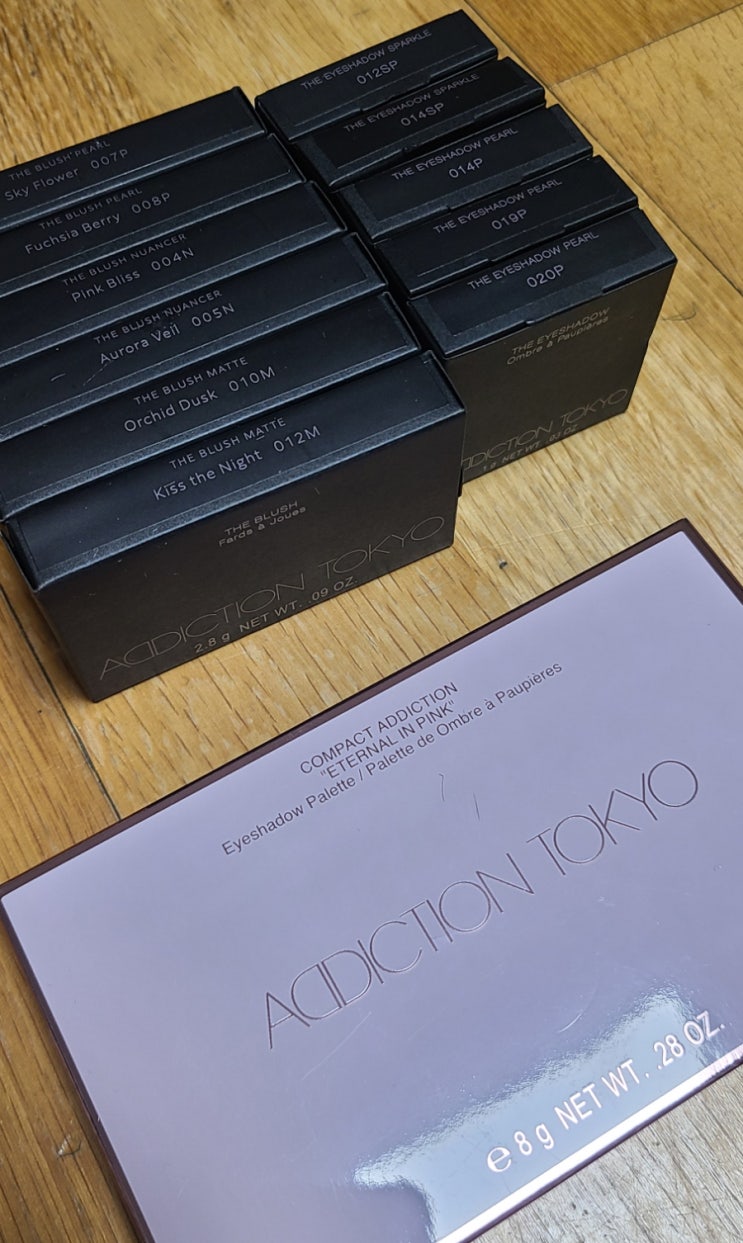 THE BLUSH PEARL
Sky Flower 007P
THE BLUSH PEARL
Fuchsia Berry 008P
THE BLUSH NUANCER
Pink Bliss 004N
THE BLUSH NUANCER
Aurora Veil 005N
THE BLUSH MATTE
Orchid Dusk 010M
THE BLUSH MATTE
Kiss the Night 012M
THE BLUSH
Fards à Joues
ADDICTION TOKYO
2.8 g NET WT. .09 OZ.
THE EYESHADOW SPARKLE
012SP
THE EYESHADOW SPARKLE
014SP
THE EYESHADOW PEARL
014P
THE EYESHADOW PEARL
019P
THE EYESHADOW PEARL
020P
THE EYESHADOW
Ombre à Paupières
ADDICTION TOKYO
1 g NET WT. .03 OZ.
COMPACT ADDICTION
"ETERNAL IN PINK"
Eyeshadow Palette / Palette de Ombre à Paupières
ADDICTION TOKYO
℮ 8 g NET WT. .28 OZ.